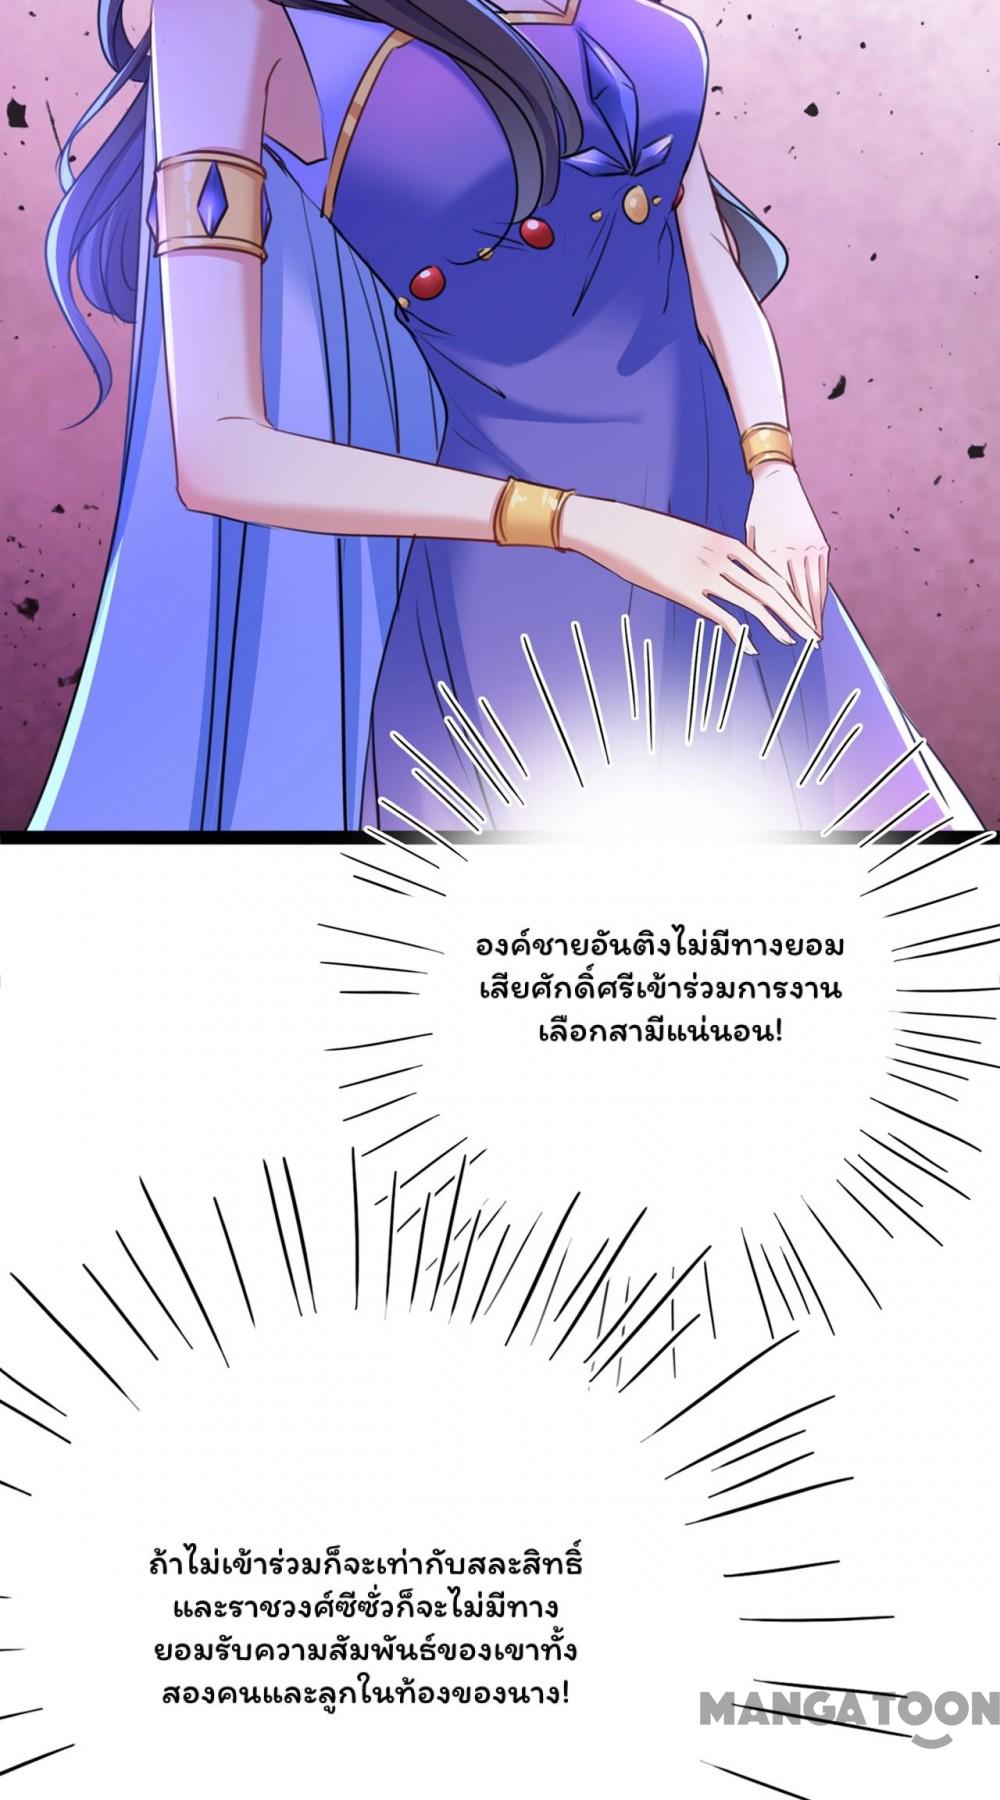 องค์ชายอันติงไม่มีทางยอม
เสียศักดิ์ศรีเข้าร่วมการงาน
เลือกสามีแน่นอน!
ถ้าไม่เข้าร่วมก็จะเท่ากับสละสิทธิ์
และราชวงศ์ซีซั่วก็จะไม่มีทาง
ยอมรับความสัมพันธ์ของเขาทั้ง
สองคนและลูกในท้องของนาง!
MANGATOON